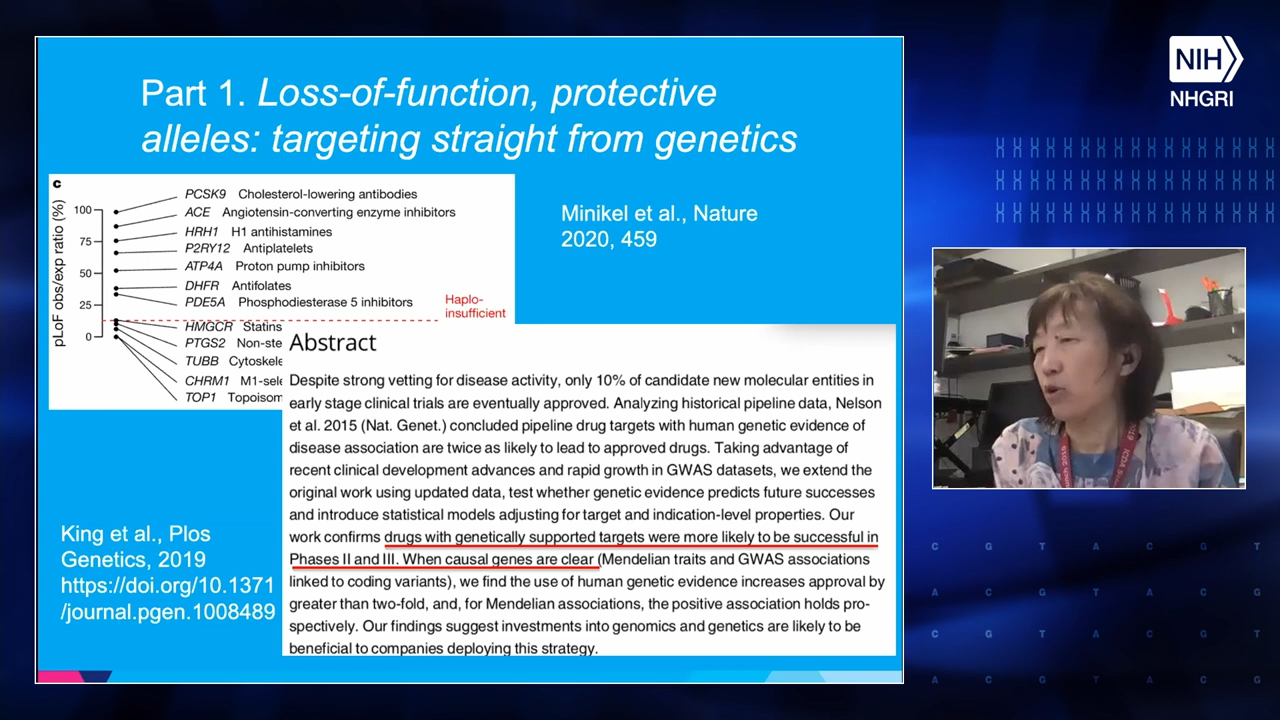 NIH
NHGRI
Part 1. Loss-of-function, protective
alleles: targeting straight from genetics
c
pLoF obs/exp ratio (%)
100
75
50
25
0
PCSK9 Cholesterol-lowering antibodies
ACE Angiotensin-converting enzyme inhibitors
HRH1 H1 antihistamines
P2RY12 Antiplatelets
ATP4A Proton pump inhibitors
DHFR Antifolates
PDE5A Phosphodiesterase 5 inhibitors
Haplo-
insufficient
HMGCR Statins
PTGS2 Non-ste
TUBB Cytoskele
CHRM1 M1-sele
TOP1 Topoisom
Minikel et al., Nature
2020, 459
Abstract
Despite strong vetting for disease activity, only 10% of candidate new molecular entities in
early stage clinical trials are eventually approved. Analyzing historical pipeline data, Nelson
et al. 2015 (Nat. Genet.) concluded pipeline drug targets with human genetic evidence of
disease association are twice as likely to lead to approved drugs. Taking advantage of
recent clinical development advances and rapid growth in GWAS datasets, we extend the
original work using updated data, test whether genetic evidence predicts future successes
and introduce statistical models adjusting for target and indication-level properties. Our
work confirms drugs with genetically supported targets were more likely to be successful in
Phases II and III. When causal genes are clear (Mendelian traits and GWAS associations
linked to coding variants), we find the use of human genetic evidence increases approval by
greater than two-fold, and, for Mendelian associations, the positive association holds pro-
spectively. Our findings suggest investments into genomics and genetics are likely to be
beneficial to companies deploying this strategy.
King et al., Plos
Genetics, 2019
https://doi.org/10.1371
/journal.pgen.1008489
C G T A C G T
A C G T A C G
C G T A C G T
A C G T A C G